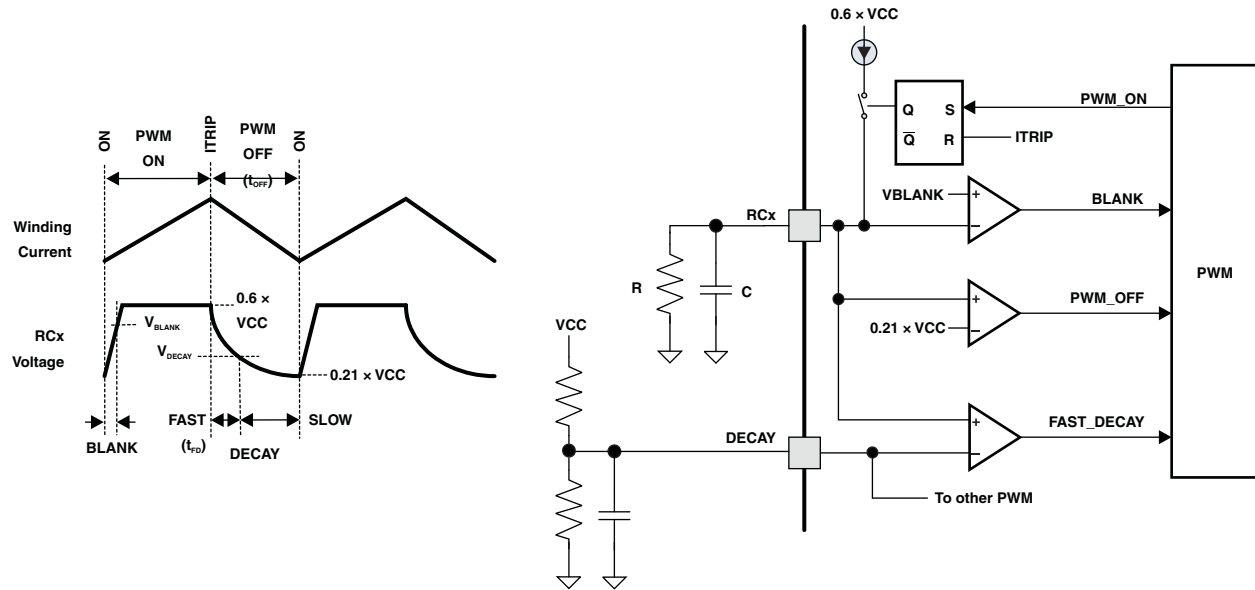 ON
PWM
ON
ITRIP
PWM
OFF
(tOFF)
ON
Winding
Current
0.6 ×
VCC
VBLANK
RCx
Voltage
VDECAY
0.21 × VCC
FAST
(tFD)
SLOW
BLANK
DECAY
0.6 × VCC
Q
S
PWM_ON
Q
R
ITRIP
VBLANK
+
−
BLANK
RCx
R
C
PWM
+
0.21 × VCC
−
PWM_OFF
VCC
DECAY
+
−
FAST_DECAY
To other PWM